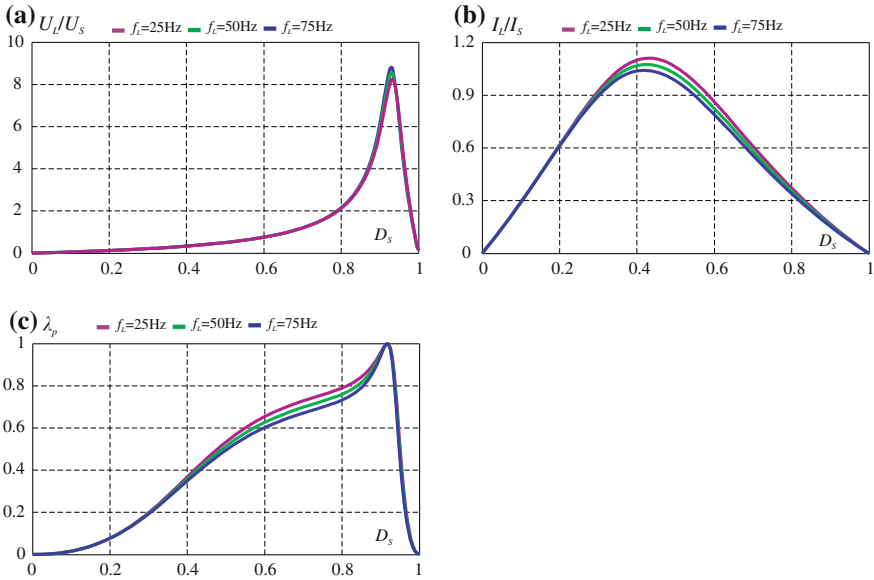 (a) U_L/U_S
f_L=25Hz f_L=50Hz f_L=75Hz
10
8
6
4
2
0
D_S
0 0.2 0.4 0.6 0.8 1
(b) I_L/I_S
f_L=25Hz f_L=50Hz f_L=75Hz
1.2
0.9
0.6
0.3
0
D_S
0 0.2 0.4 0.6 0.8 1
(c) λ_p
f_L=25Hz f_L=50Hz f_L=75Hz
1
0.8
0.6
0.4
0.2
0
D_S
0 0.2 0.4 0.6 0.8 1